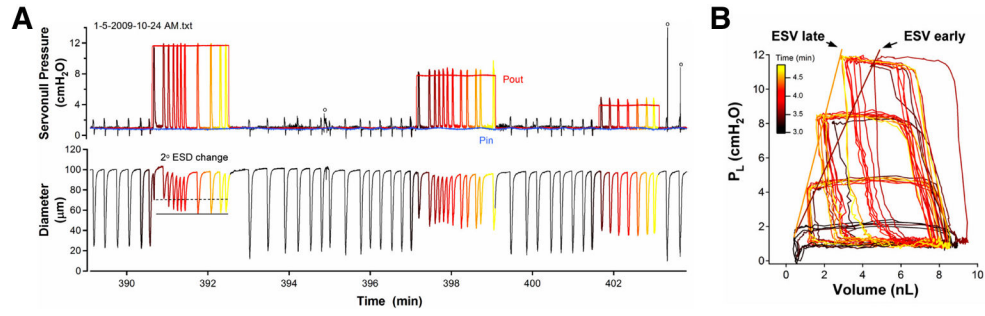 A
1-5-2009-10-24 AM.txt
Servonull Pressure
(cmH2O)
12
8
4
0
Pout
Pin
o
o
o
2° ESD change
Diameter
(µm)
120
100
80
60
40
20
0
390
392
394
396
398
400
402
Time (min)
B
ESV late
ESV early
Time (min)
4.5
4.0
3.5
3.0
PL (cmH2O)
12
10
8
6
4
2
0
0
2
4
6
8
10
Volume (nL)